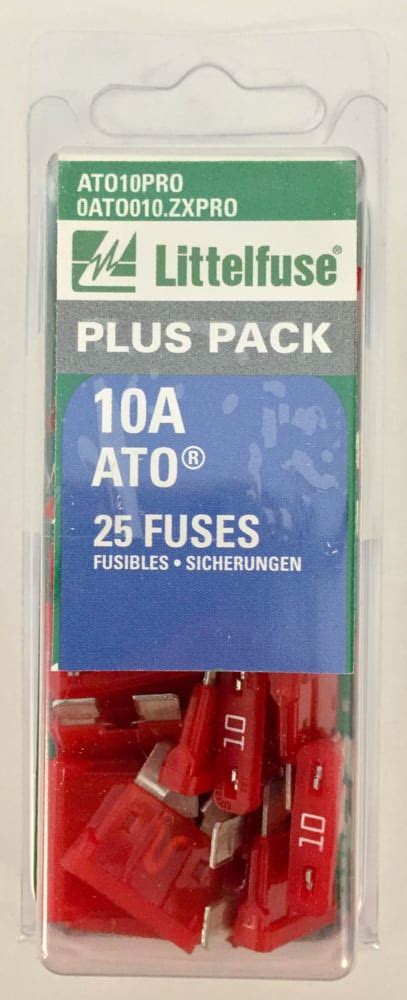 ATO10PRO
0ATO010.ZXPRO
Littelfuse®
PLUS PACK
10A
ATO®
25 FUSES
FUSIBLES • SICHERUNGEN
10
10